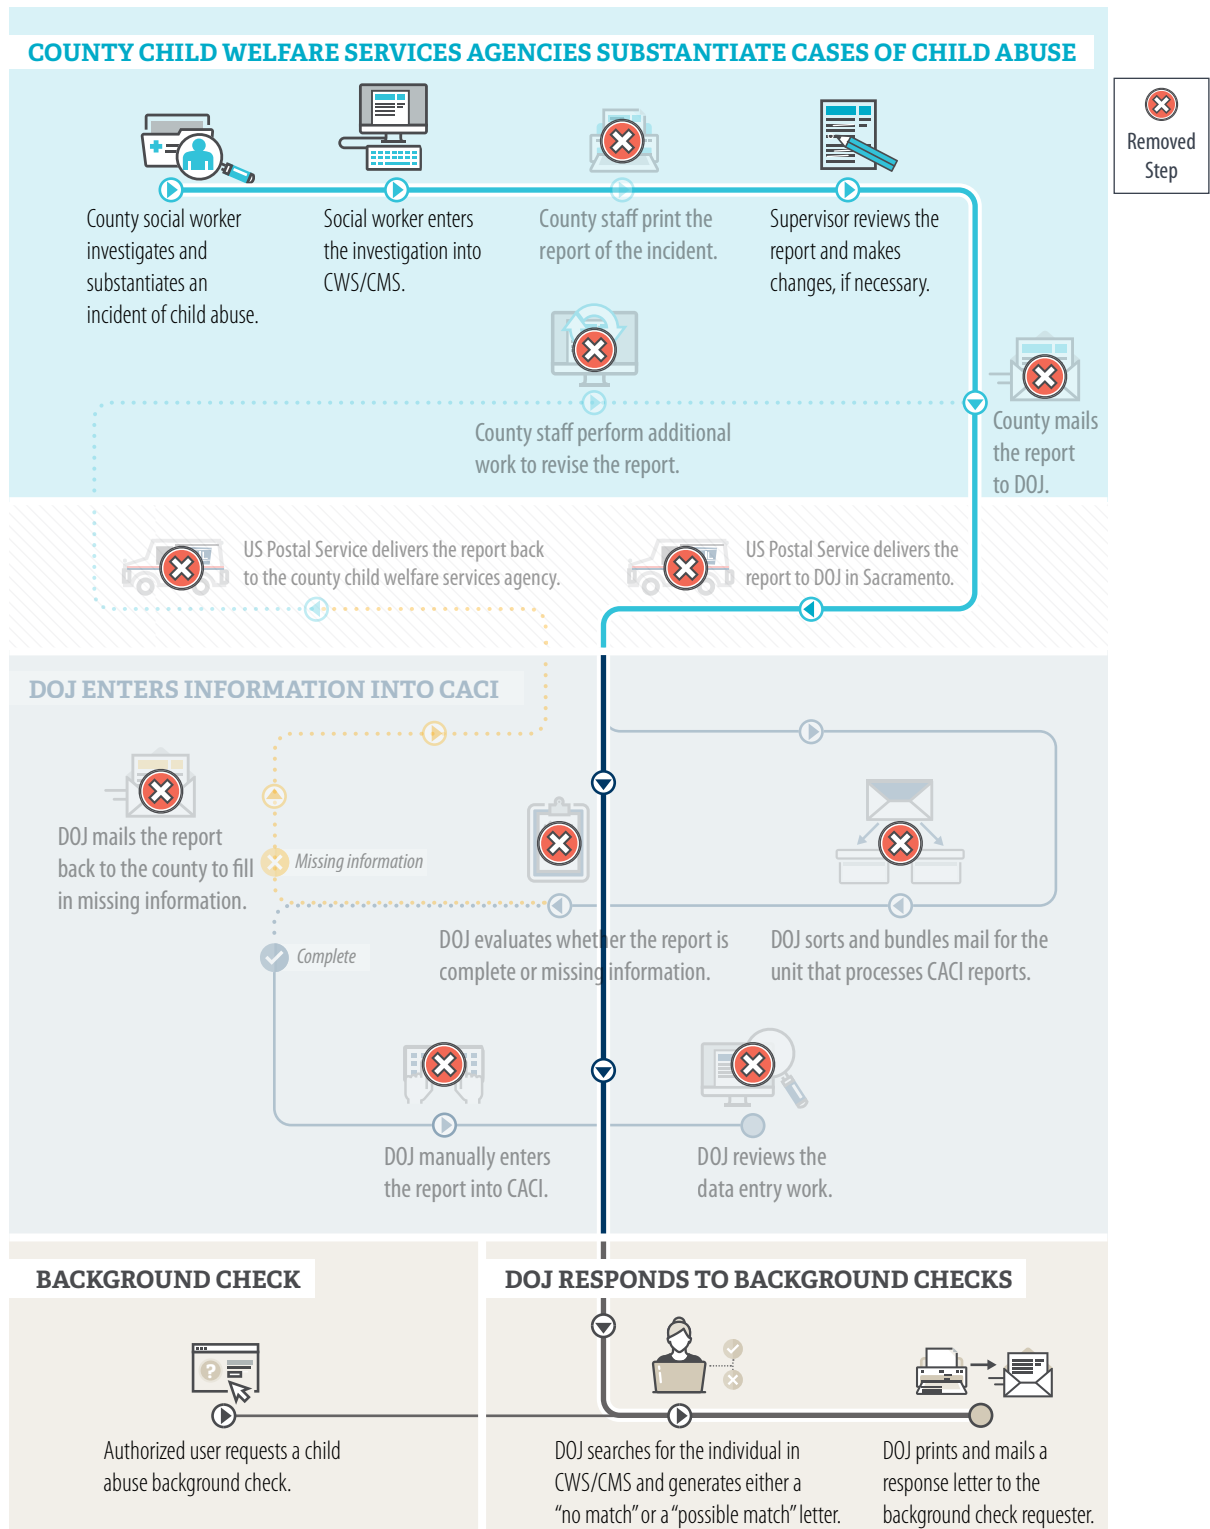 COUNTY CHILD WELFARE SERVICES AGENCIES SUBSTANTIATE CASES OF CHILD ABUSE
Removed
Step
County social worker
investigates and
substantiates an
incident of child abuse.
Social worker enters
the investigation into
CWS/CMS.
County staff print the
report of the incident.
Supervisor reviews the
report and makes
changes, if necessary.
County staff perform additional
work to revise the report.
County mails
the report
to DOJ.
US Postal Service delivers the report back
to the county child welfare services agency.
US Postal Service delivers the
report to DOJ in Sacramento.
DOJ ENTERS INFORMATION INTO CACI
DOJ mails the report
back to the county to fill
in missing information.
Missing information
Complete
DOJ evaluates whether the report is
complete or missing information.
DOJ sorts and bundles mail for the
unit that processes CACI reports.
DOJ manually enters
the report into CACI.
DOJ reviews the
data entry work.
BACKGROUND CHECK
?
Authorized user requests a child
abuse background check.
DOJ RESPONDS TO BACKGROUND CHECKS
DOJ searches for the individual in
CWS/CMS and generates either a
“no match” or a “possible match” letter.
DOJ prints and mails a
response letter to the
background check requester.